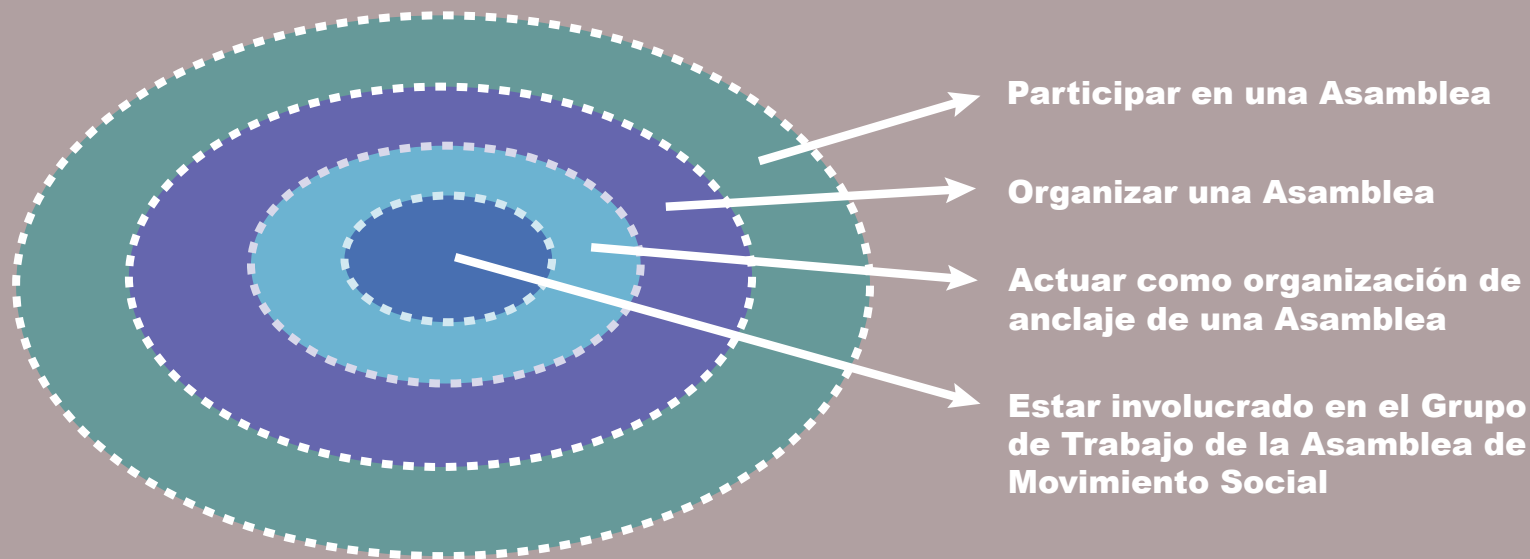 Participar en una Asamblea
Organizar una Asamblea
Actuar como organización de
anclaje de una Asamblea
Estar involucrado en el Grupo
de Trabajo de la Asamblea de
Movimiento Social